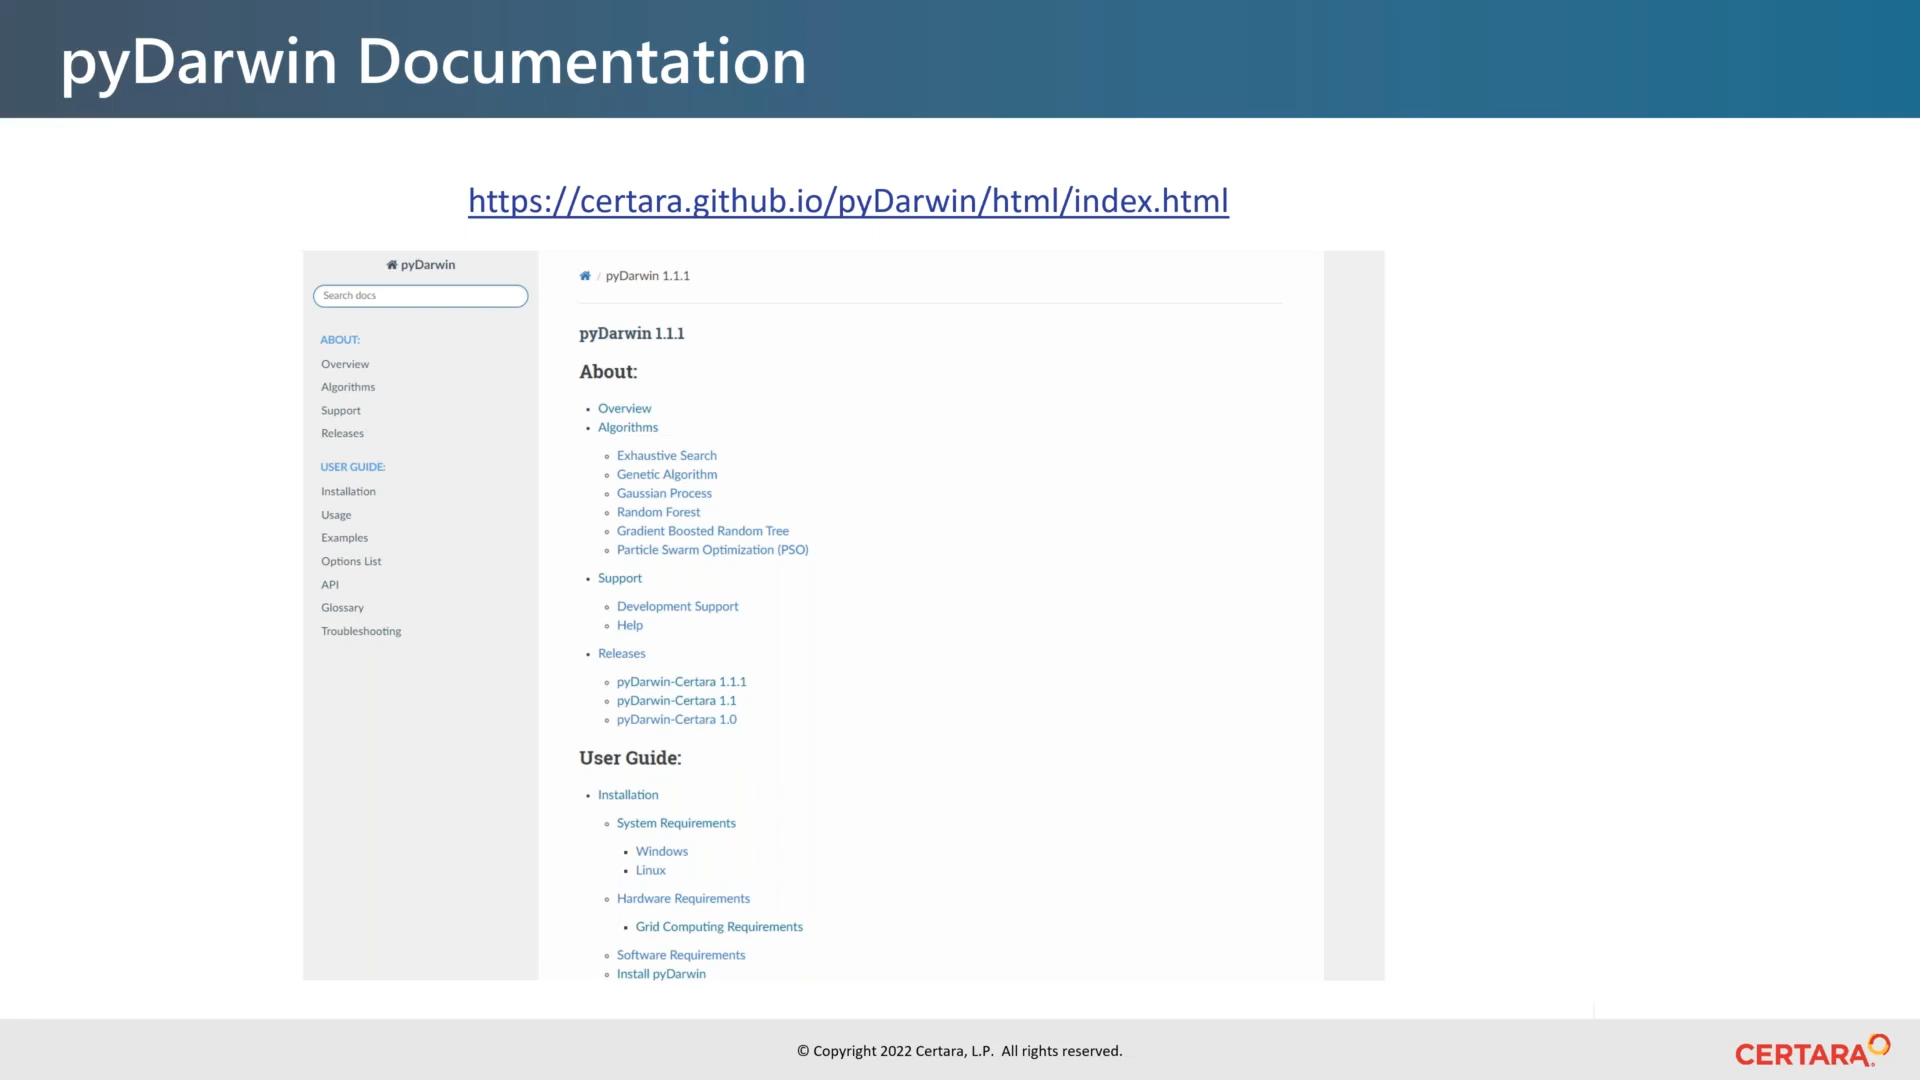 pyDarwin Documentation
https://certara.github.io/pyDarwin/html/index.html
pyDarwin
Search docs
ABOUT:
Overview
Algorithms
Support
Releases
USER GUIDE:
Installation
Usage
Examples
Options List
API
Glossary
Troubleshooting
/ pyDarwin 1.1.1
pyDarwin 1.1.1
About:
• Overview
• Algorithms
◦ Exhaustive Search
◦ Genetic Algorithm
◦ Gaussian Process
◦ Random Forest
◦ Gradient Boosted Random Tree
◦ Particle Swarm Optimization (PSO)
• Support
◦ Development Support
◦ Help
• Releases
◦ pyDarwin-Certara 1.1.1
◦ pyDarwin-Certara 1.1
◦ pyDarwin-Certara 1.0
User Guide:
• Installation
◦ System Requirements
▪ Windows
▪ Linux
◦ Hardware Requirements
▪ Grid Computing Requirements
◦ Software Requirements
◦ Install pyDarwin
© Copyright 2022 Certara, L.P. All rights reserved.
CERTARA